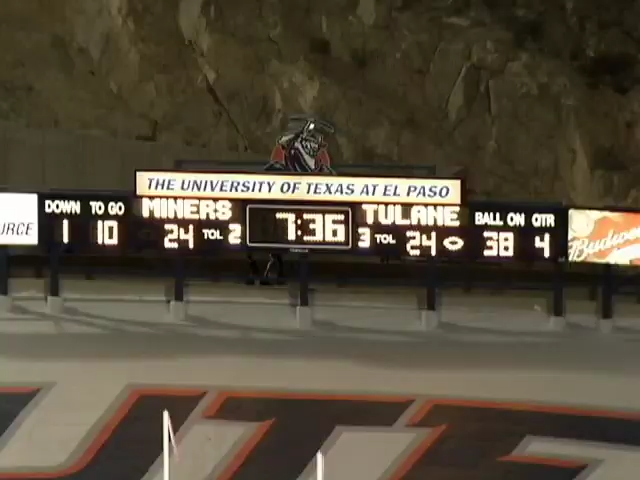 THE UNIVERSITY OF TEXAS AT EL PASO
DOWN TO GO MINERS 7:36 TULANE BALL ON QTR
1 10 24 TOL 2 3 TOL 24 38 4
URCE
Budwe
UTE